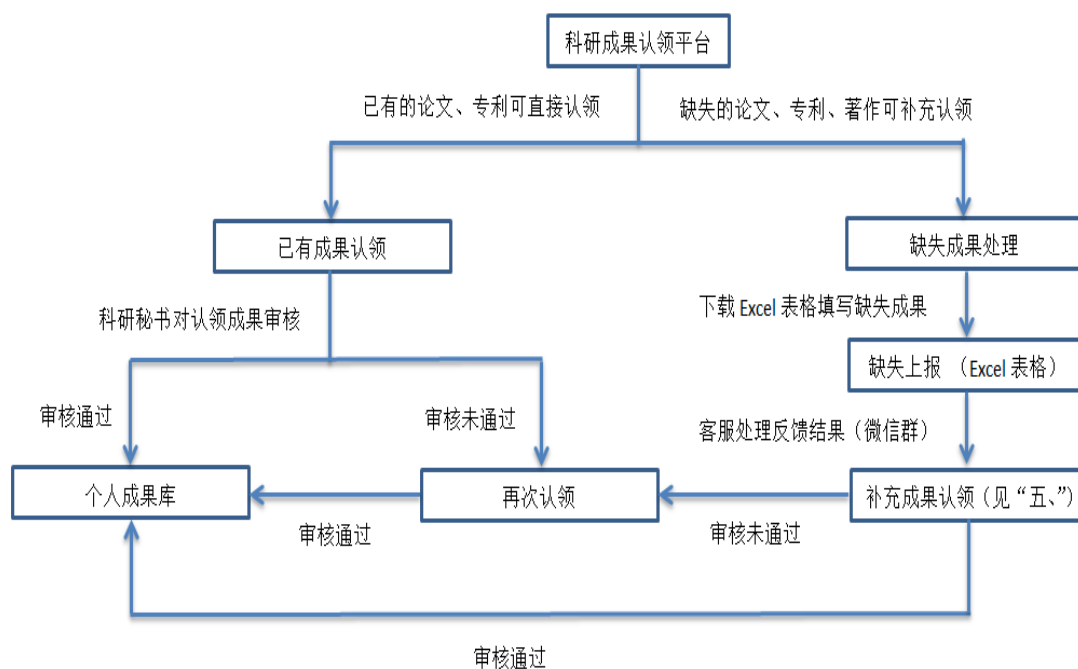 科研成果认领平台
已有的论文、专利可直接认领
缺失的论文、专利、著作可补充认领
已有成果认领
缺失成果处理
科研秘书对认领成果审核
下载 Excel 表格填写缺失成果
缺失上报 （Excel 表格）
审核通过
审核未通过
客服处理反馈结果（微信群）
个人成果库
再次认领
补充成果认领（见“五、”）
审核通过
审核未通过
审核通过